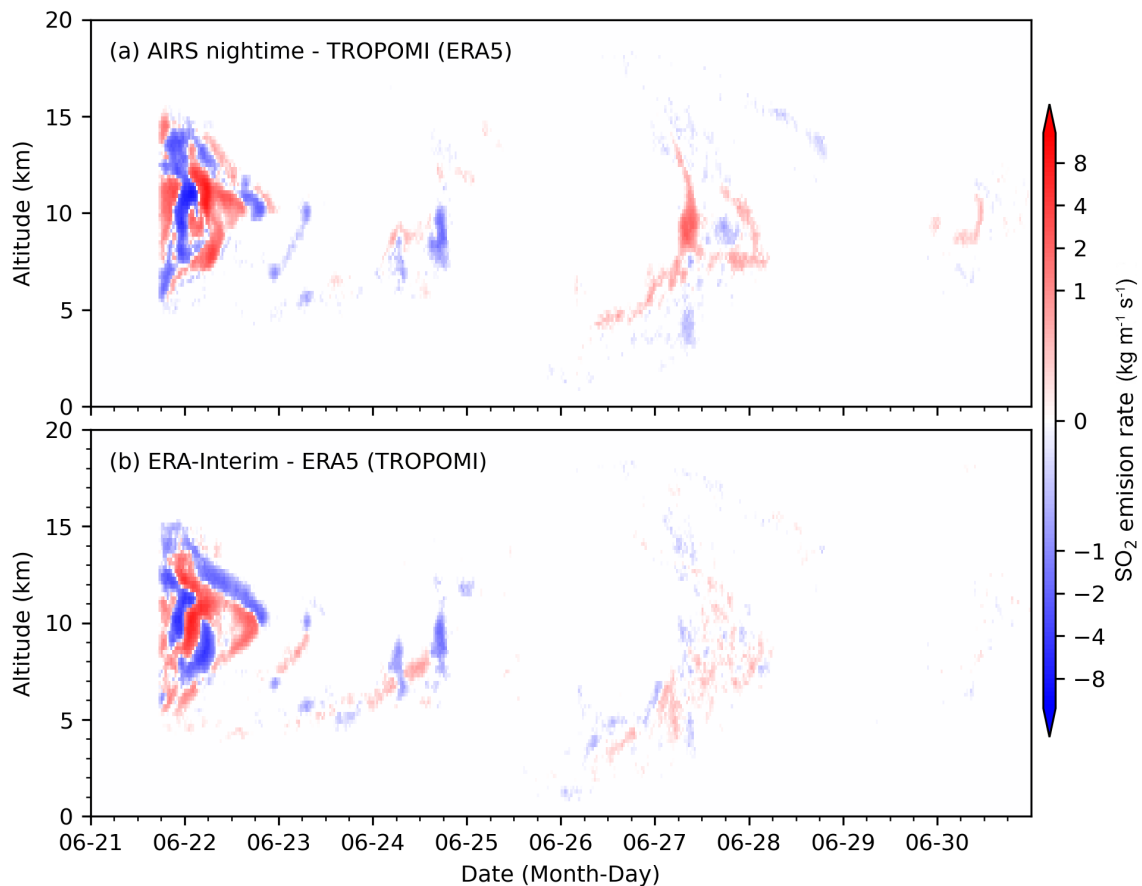 20
(a) AIRS nightime - TROPOMI (ERA5)
15
10
5
0
Altitude (km)
20
(b) ERA-Interim - ERA5 (TROPOMI)
15
10
5
0
Altitude (km)
06-21 06-22 06-23 06-24 06-25 06-26 06-27 06-28 06-29 06-30
Date (Month-Day)
8
4
2
1
0
−1
−2
−4
−8
SO₂ emision rate (kg m⁻¹ s⁻¹)